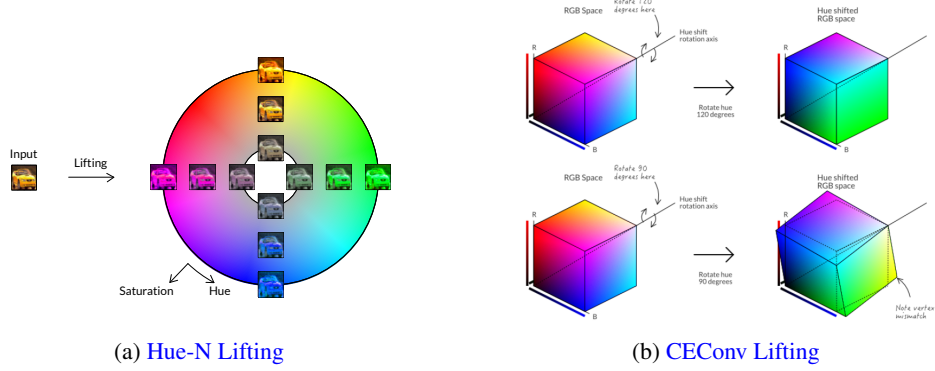 Input
Lifting
Saturation
Hue
(a) Hue-N Lifting
RGB Space
Rotate 120
degrees here
Hue shift
rotation axis
R
B
Rotate hue
120 degrees
Hue shifted
RGB space
R
B
RGB Space
Rotate 90
degrees here
Hue shift
rotation axis
R
B
Rotate hue
90 degrees
Hue shifted
RGB space
R
B
Note vertex
mismatch
(b) CEConv Lifting